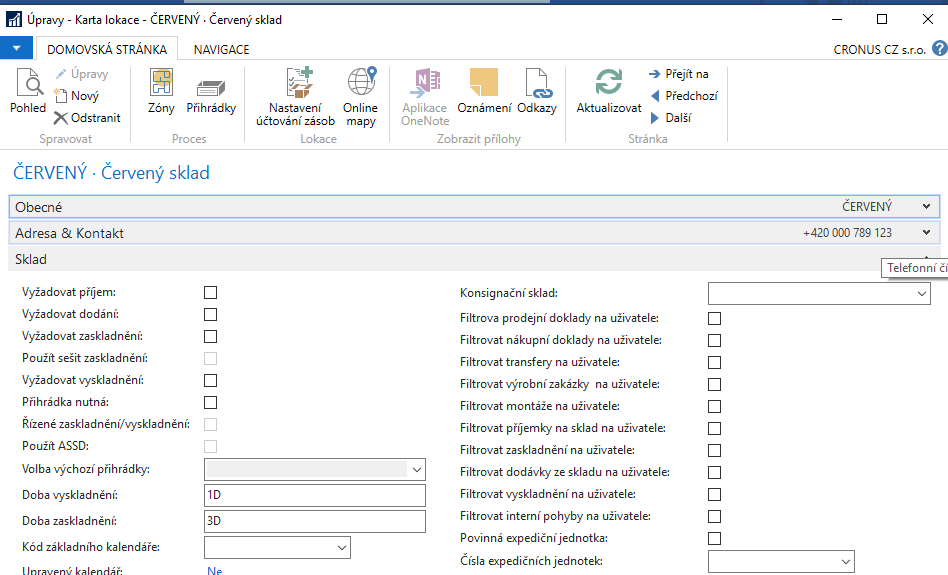 Úpravy - Karta lokace - ČERVENÝ · Červený sklad
DOMOVSKÁ STRÁNKA
NAVIGACE
CRONUS CZ s.r.o.
?
Pohled
Úpravy
Nový
Odstranit
Spravovat
Zóny
Přihrádky
Proces
Nastavení
účtování zásob
Online
mapy
Lokace
Aplikace
OneNote
Oznámení
Odkazy
Zobrazit přílohy
Aktualizovat
Přejít na
Předchozí
Další
Stránka
ČERVENÝ · Červený sklad
Obecné
ČERVENÝ
Adresa & Kontakt
+420 000 789 123
Sklad
Telefonní čí
Vyžadovat příjem:
Vyžadovat dodání:
Vyžadovat zaskladnění:
Použít sešit zaskladnění:
Vyžadovat vyskladnění:
Přihrádka nutná:
Řízené zaskladnění/vyskladnění:
Použít ASSD:
Volba výchozí přihrádky:
Doba vyskladnění:
1D
Doba zaskladnění:
3D
Kód základního kalendáře:
Upravený kalendář:
Ne
Konsignační sklad:
Filtrova prodejní doklady na uživatele:
Filtrovat nákupní doklady na uživatele:
Filtrovat transfery na uživatele:
Filtrovat výrobní zakázky  na uživatele:
Filtrovat montáže na uživatele:
Filtrovat příjemky na sklad na uživatele:
Filtrovat zaskladnění na uživatele:
Filtrovat dodávky ze skladu na uživatele:
Filtrovat vyskladnění na uživatele:
Filtrovat interní pohyby na uživatele:
Povinná expediční jednotka:
Čísla expedičních jednotek: